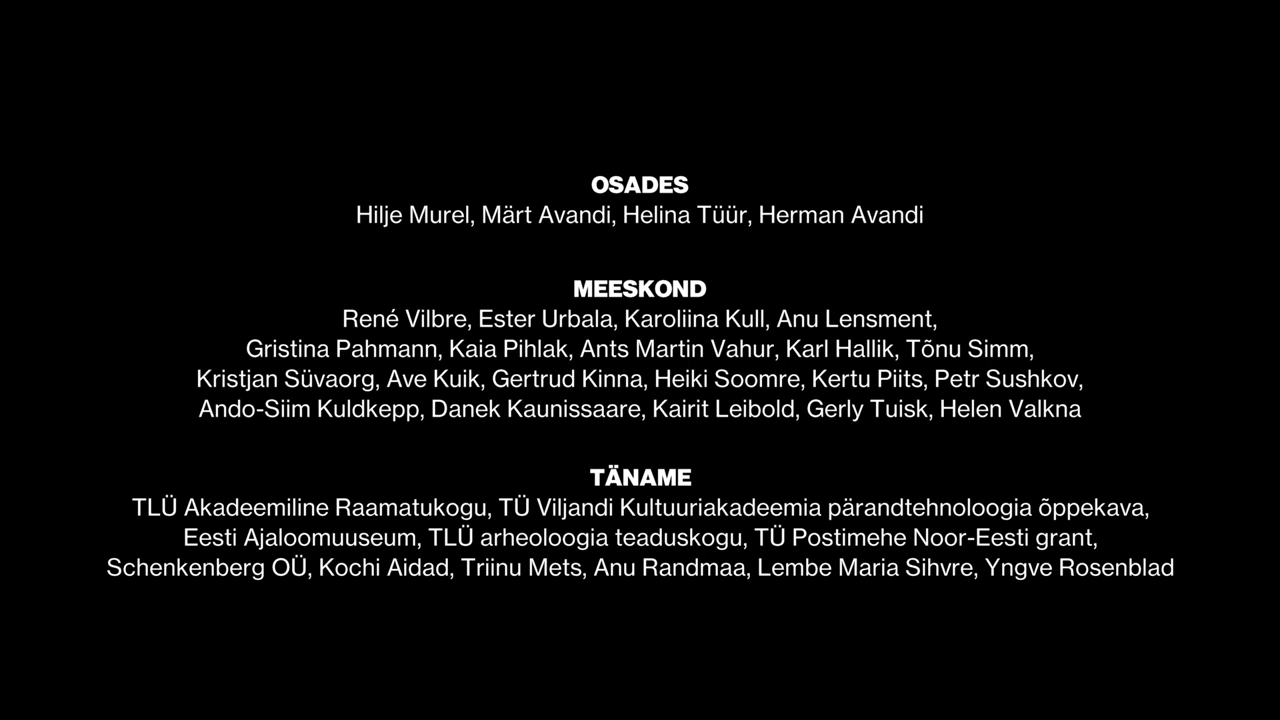 OSADES
Hilje Murel, Märt Avandi, Helina Tüür, Herman Avandi
MEESKOND
René Vilbre, Ester Urbala, Karoliina Kull, Anu Lensment,
Gristina Pahmann, Kaia Pihlak, Ants Martin Vahur, Karl Hallik, Tõnu Simm,
Kristjan Süvaorg, Ave Kuik, Gertrud Kinna, Heiki Soomre, Kertu Piits, Petr Sushkov,
Ando-Siim Kuldkepp, Danek Kaunissaare, Kairit Leibold, Gerly Tuisk, Helen Valkna
TÄNAME
TLÜ Akadeemiline Raamatukogu, TÜ Viljandi Kultuuriakadeemia pärandtehnoloogia õppekava,
Eesti Ajaloomuuseum, TLÜ arheoloogia teaduskogu, TÜ Postimehe Noor-Eesti grant,
Schenkenberg OÜ, Kochi Aidad, Triinu Mets, Anu Randmaa, Lembe Maria Sihvre, Yngve Rosenblad